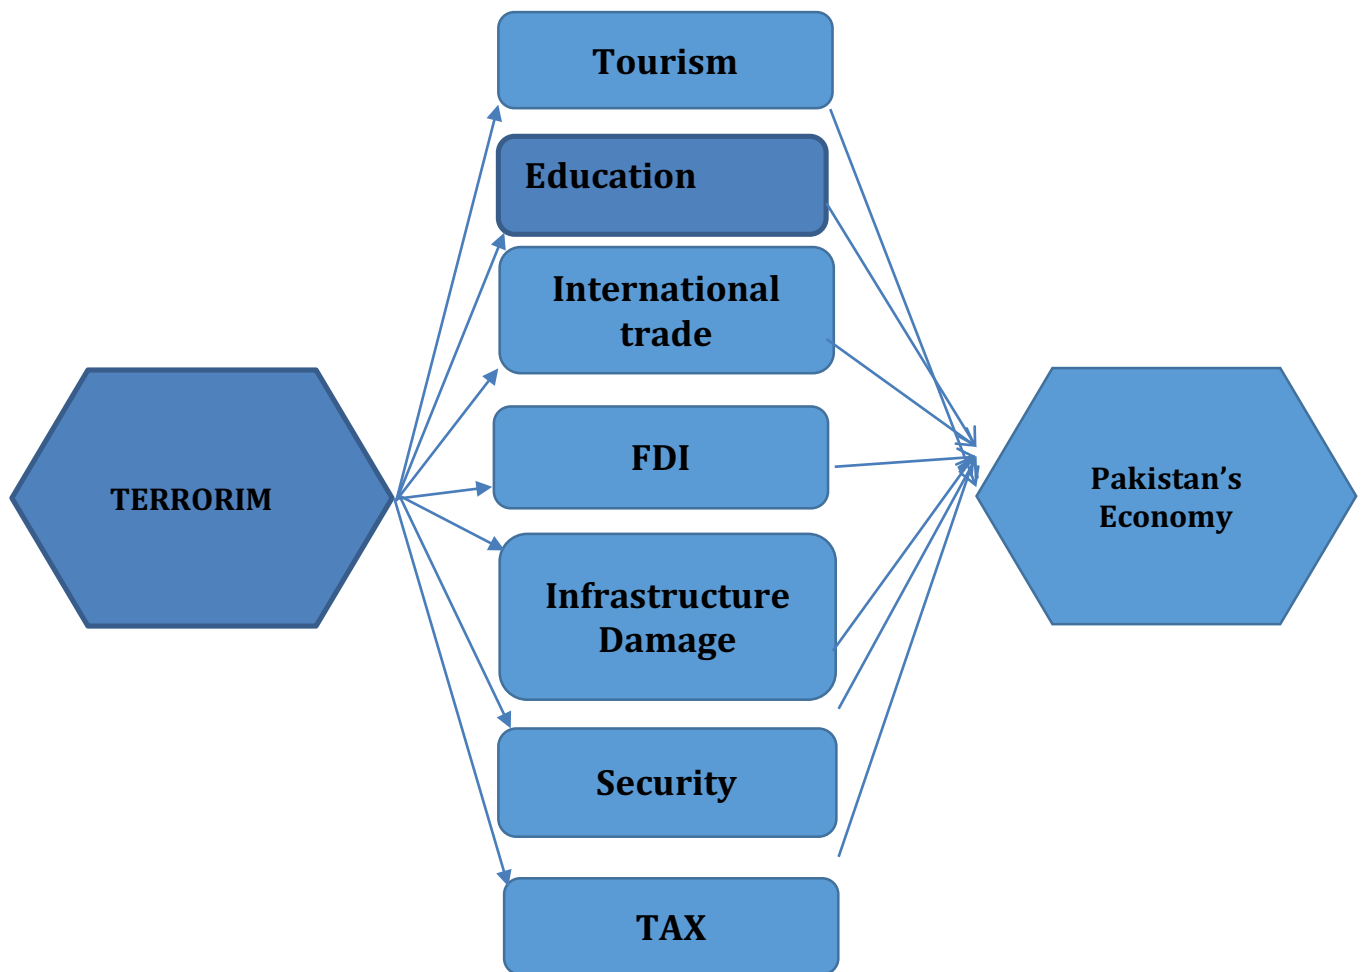 Tourism
Education
International
trade
TERRORIM
FDI
Pakistan’s
Economy
Infrastructure
Damage
Security
TAX